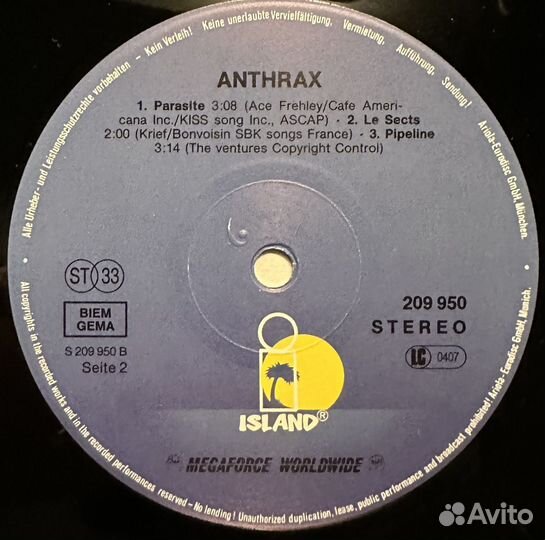 Alle Urheber- und Leistungsschutzrechte vorbehalten - Kein Verleih! Keine unerlaubte Vervielfältigung, Vermietung, Aufführung, Sendung! Ariola-Eurodisc GmbH, München.
ANTHRAX
1. Parasite 3:08 (Ace Frehley/Cafe Ameri-
cana Inc./KISS song Inc., ASCAP) · 2. Le Sects
2:00 (Krief/Bonvoisin SBK songs France) · 3. Pipeline
3:14 (The ventures Copyright Control)
ST 33
BIEM
GEMA
S 209 950 B
Seite 2
209 950
STEREO
LC 0407
ISLAND®
MEGAFORCE WORLDWIDE
All copyrights in the recorded works and in the recorded performances reserved - No lending! Unauthorized duplication, lease, public performance and broadcast prohibited! Ariola-Eurodisc GmbH, Munich.
Avito